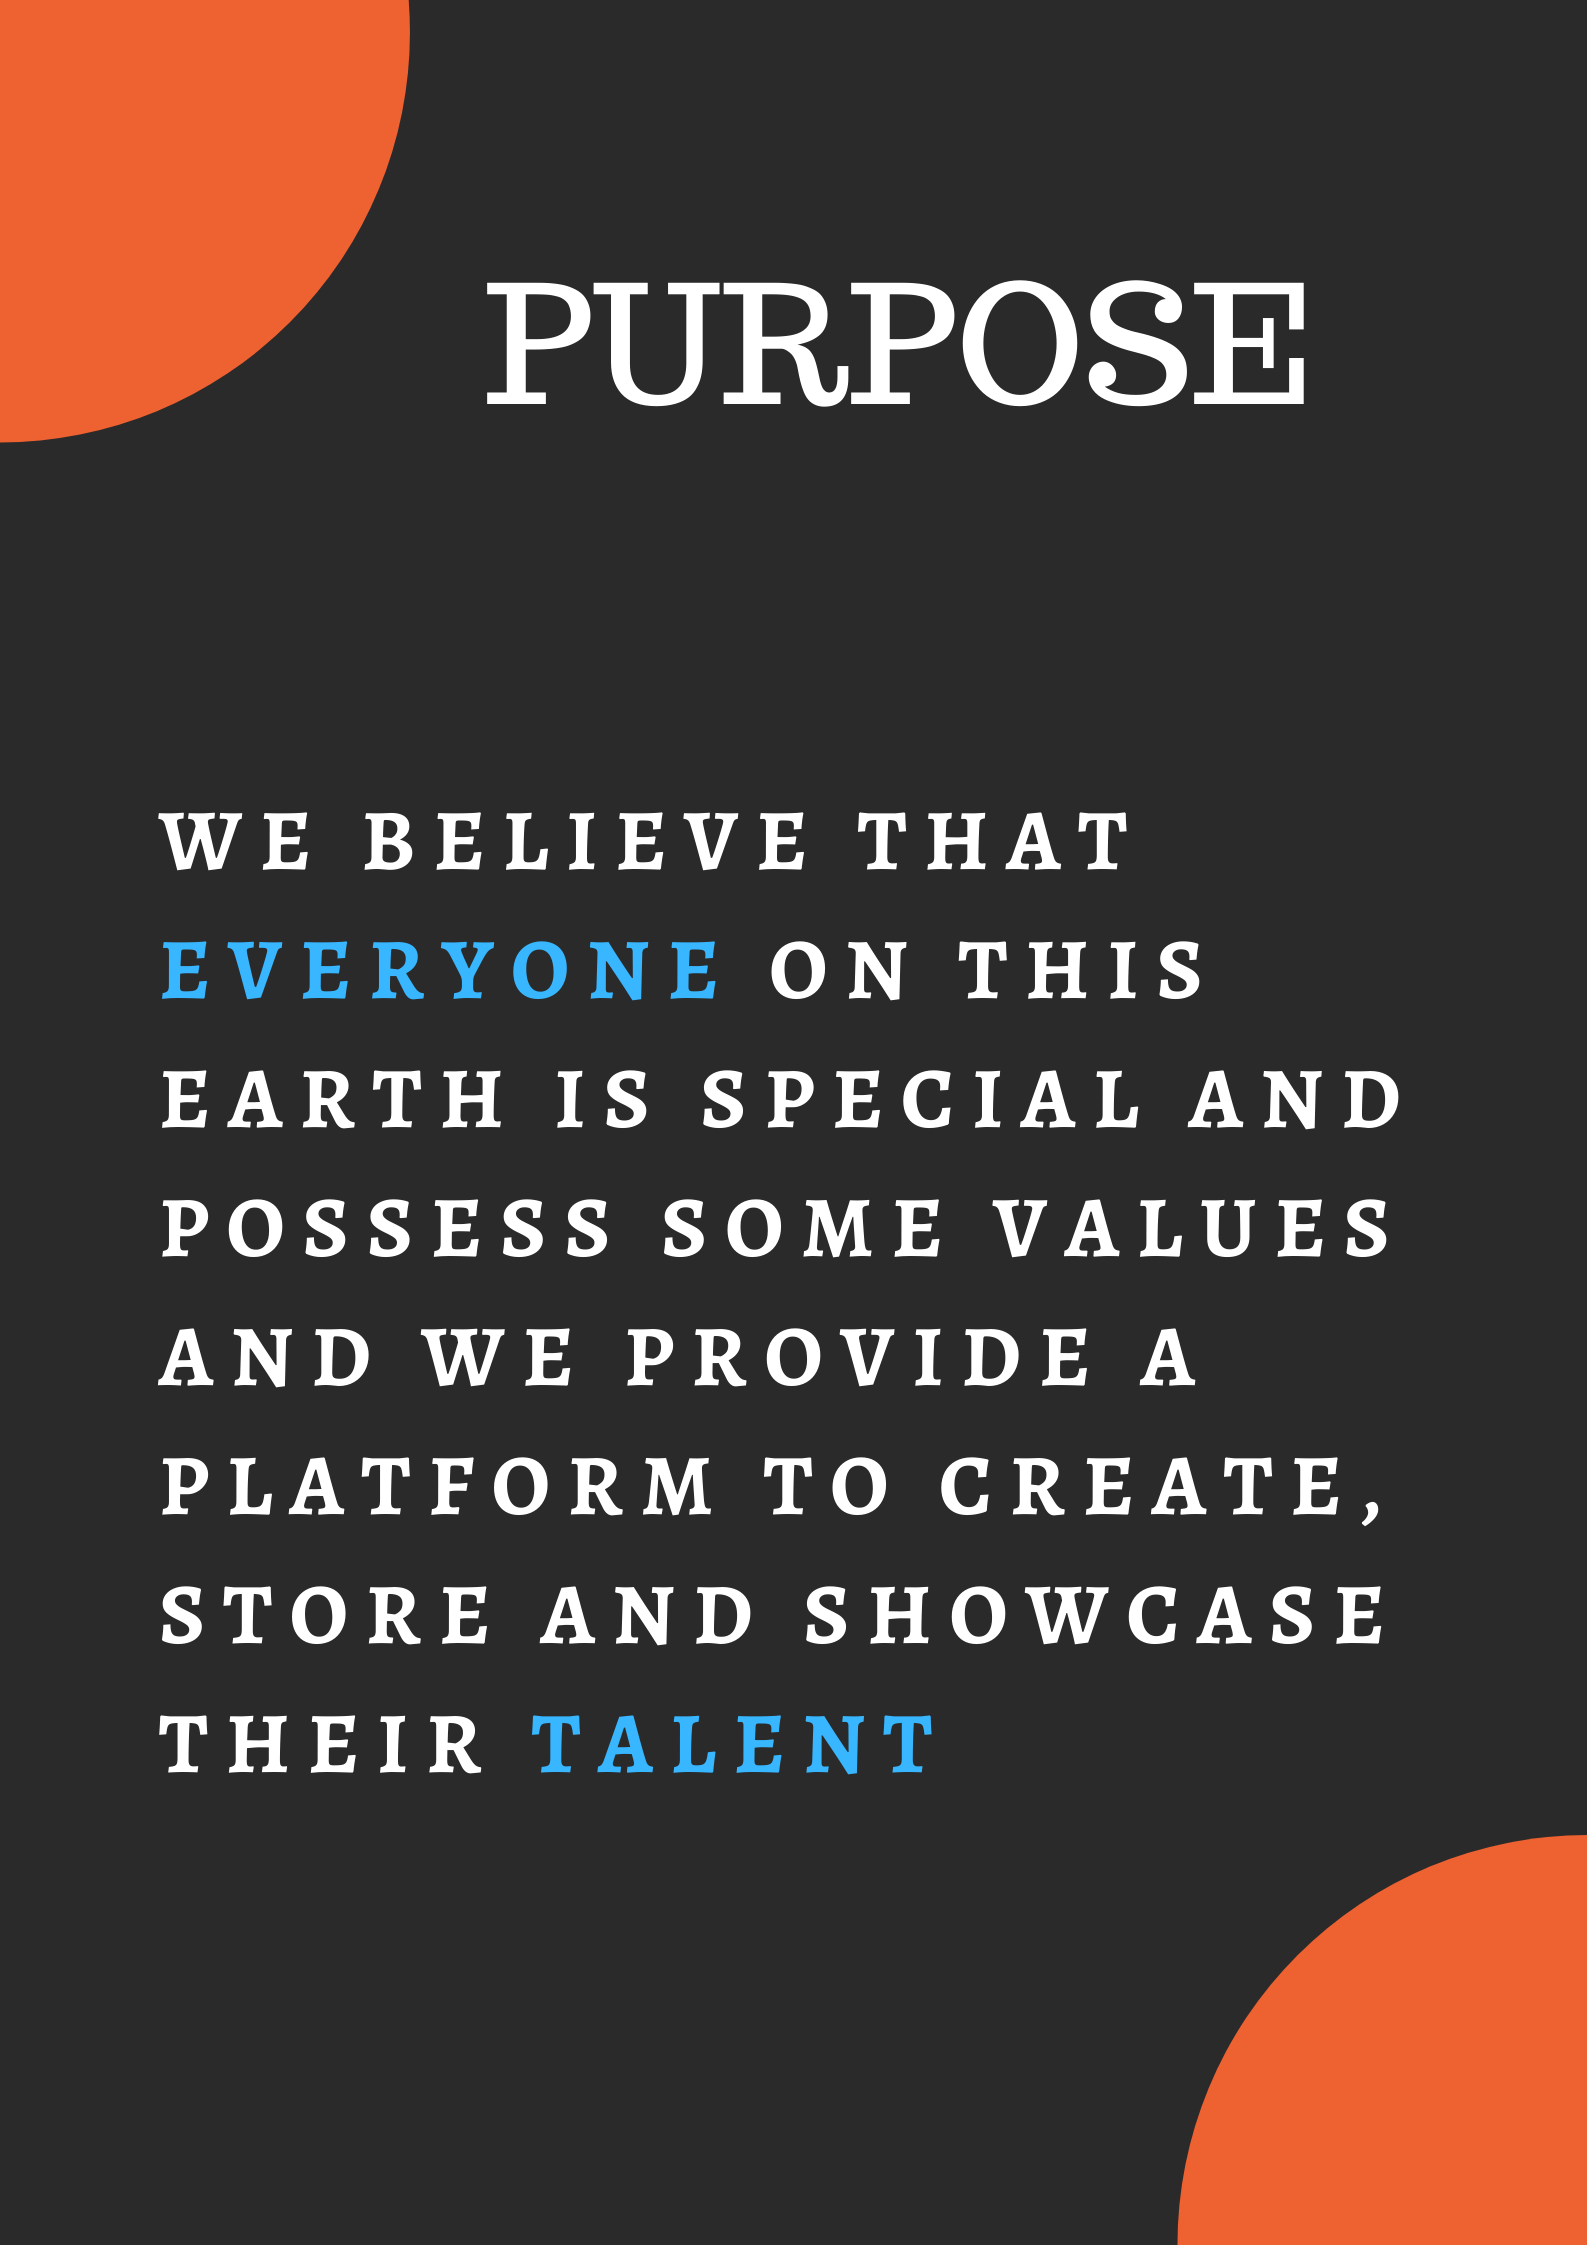 PURPOSE
WE BELIEVE THAT
EVERYONE ON THIS
EARTH IS SPECIAL AND
POSSESS SOME VALUES
AND WE PROVIDE A
PLATFORM TO CREATE,
STORE AND SHOWCASE
THEIR TALENT